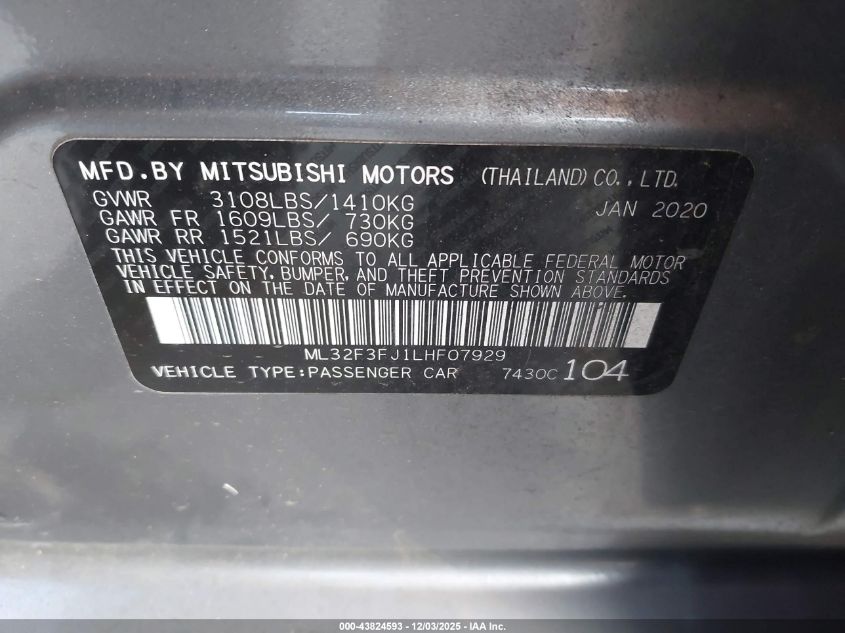 MFD.BY MITSUBISHI MOTORS (THAILAND) CO., LTD.
GVWR 3108LBS/1410KG JAN 2020
GAWR FR 1609LBS/ 730KG
GAWR RR 1521LBS/ 690KG
THIS VEHICLE CONFORMS TO ALL APPLICABLE FEDERAL MOTOR
VEHICLE SAFETY, BUMPER, AND THEFT PREVENTION STANDARDS
IN EFFECT ON THE DATE OF MANUFACTURE SHOWN ABOVE.
ML32F3FJ1LHF07929
VEHICLE TYPE:PASSENGER CAR 7430C 104
000-43824593 - 12/03/2025 - IAA Inc.